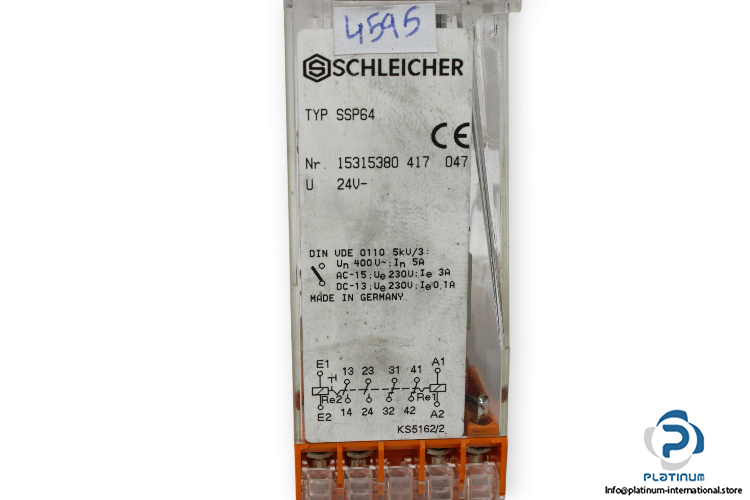 4595
SCHLEICHER
TYP SSP64
CE
Nr. 15315380 417 047
U 24V-
DIN VDE 0110 5kV/3:
Un 400V~; In 5A
AC-15; Ue 230V; Ie 3A
DC-13; Ue 230V; Ie 0.1A
MADE IN GERMANY
E1 13 23 31 41 A1
Re2 Re1
E2 14 24 32 42 A2
KS5162/2
PLATINUM
INTERNATIONAL
Info@platinum-international.store